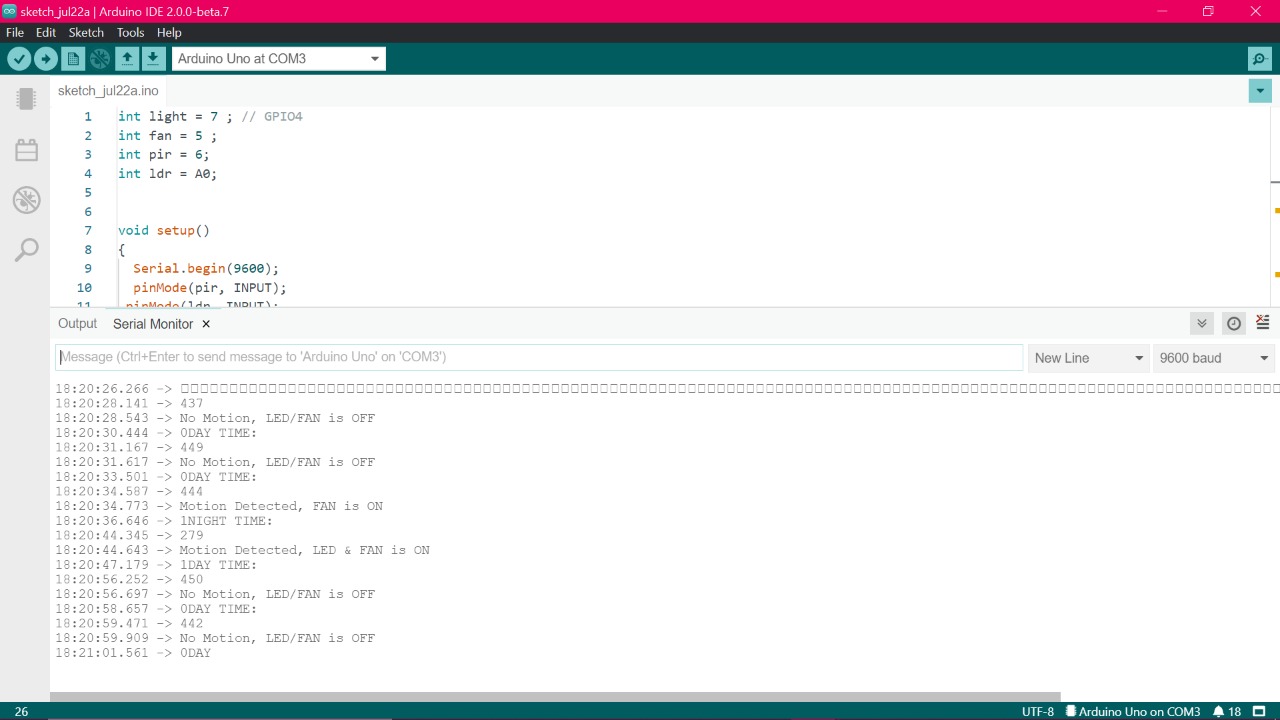 sketch_jul22a | Arduino IDE 2.0.0-beta.7
File Edit Sketch Tools Help
Arduino Uno at COM3
sketch_jul22a.ino
1 int light = 7 ; // GPIO4
2 int fan = 5 ;
3 int pir = 6;
4 int ldr = A0;
5
6
7 void setup()
8 {
9 Serial.begin(9600);
10 pinMode(pir, INPUT);
11 pinMode(ldr, INPUT);
Output Serial Monitor ×
Message (Ctrl+Enter to send message to 'Arduino Uno' on 'COM3') New Line 9600 baud
18:20:26.266 ->
18:20:28.141 -> 437
18:20:28.543 -> No Motion, LED/FAN is OFF
18:20:30.444 -> 0DAY TIME:
18:20:31.167 -> 449
18:20:31.617 -> No Motion, LED/FAN is OFF
18:20:33.501 -> 0DAY TIME:
18:20:34.587 -> 444
18:20:34.773 -> Motion Detected, FAN is ON
18:20:36.646 -> 1NIGHT TIME:
18:20:44.345 -> 279
18:20:44.643 -> Motion Detected, LED & FAN is ON
18:20:47.179 -> 1DAY TIME:
18:20:56.252 -> 450
18:20:56.697 -> No Motion, LED/FAN is OFF
18:20:58.657 -> 0DAY TIME:
18:20:59.471 -> 442
18:20:59.909 -> No Motion, LED/FAN is OFF
18:21:01.561 -> 0DAY
26 UTF-8 Arduino Uno on COM3 18